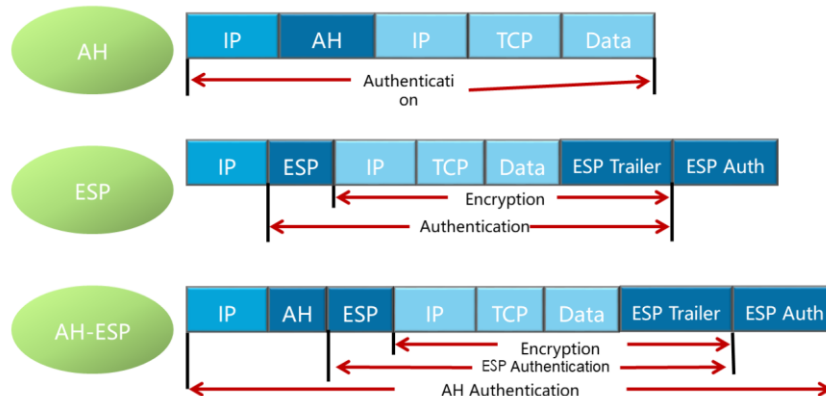 AH
IP AH IP TCP Data
Authenticati
on
ESP
IP ESP IP TCP Data ESP Trailer ESP Auth
Encryption
Authentication
AH-ESP
IP AH ESP IP TCP Data ESP Trailer ESP Auth
Encryption
ESP Authentication
AH Authentication